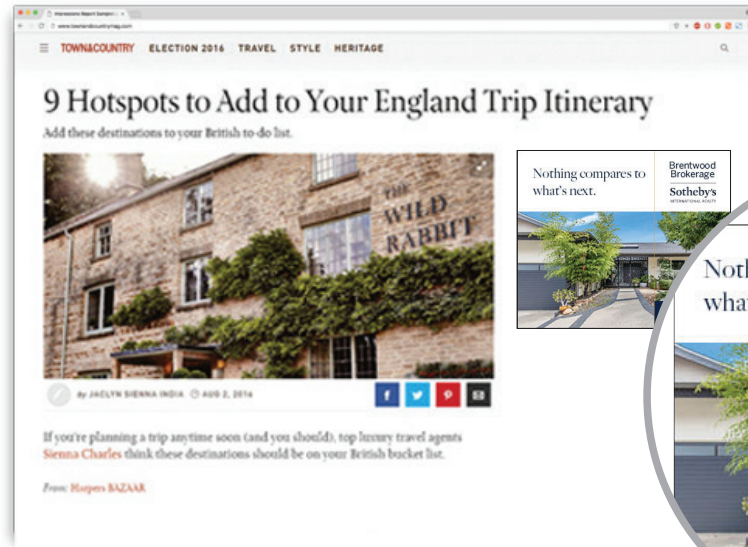 www.townandcountrymag.com
TOWN&COUNTRY ELECTION 2016 TRAVEL STYLE HERITAGE
9 Hotspots to Add to Your England Trip Itinerary
Add these destinations to your British to-do list.
THE
WILD
RABBIT
By JACLYN SIENNA INDIA AUG 2, 2016
If you're planning a trip anytime soon (and you should), top luxury travel agents
Sienna Charles think these destinations should be on your British bucket list.
From: Harpers BAZAAR
Nothing compares to
what's next.
Brentwood
Brokerage
Sotheby's
INTERNATIONAL REALTY
Noth
what